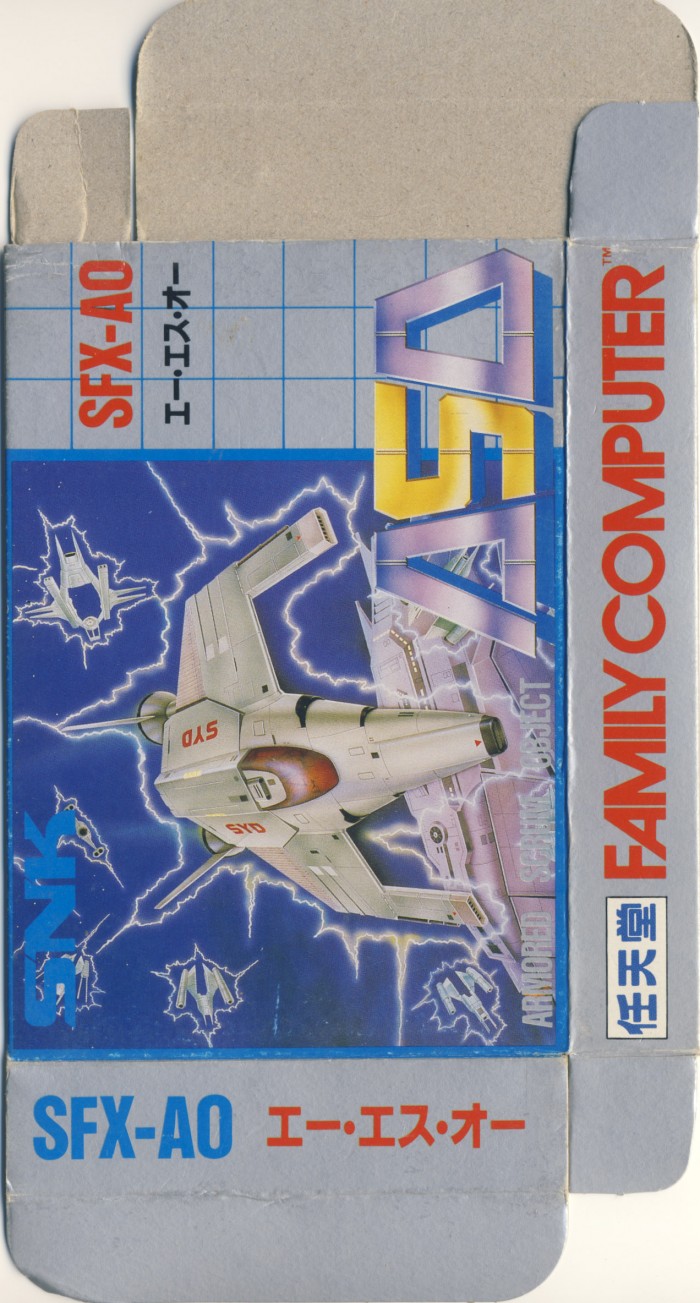 SFX-AO
エー・エス・オー
ASO
ARMORED SCRUM OBJECT
SYD
SYD
SNK
任天堂 FAMILY COMPUTER™
SFX-AO エー・エス・オー